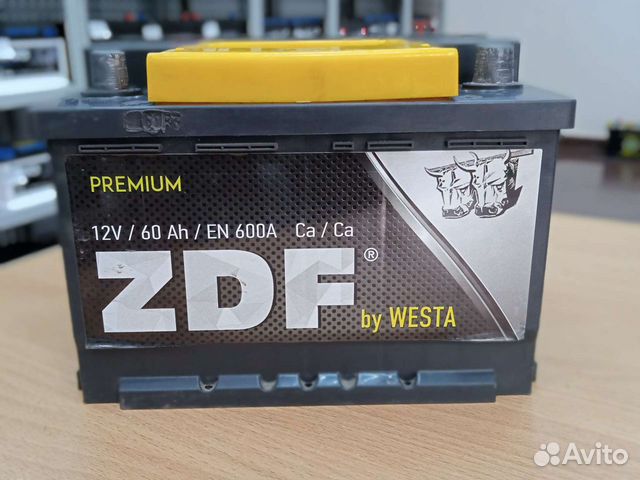 PREMIUM
12V / 60 Ah / EN 600A Ca / Ca
ZDF®
by WESTA
Avito